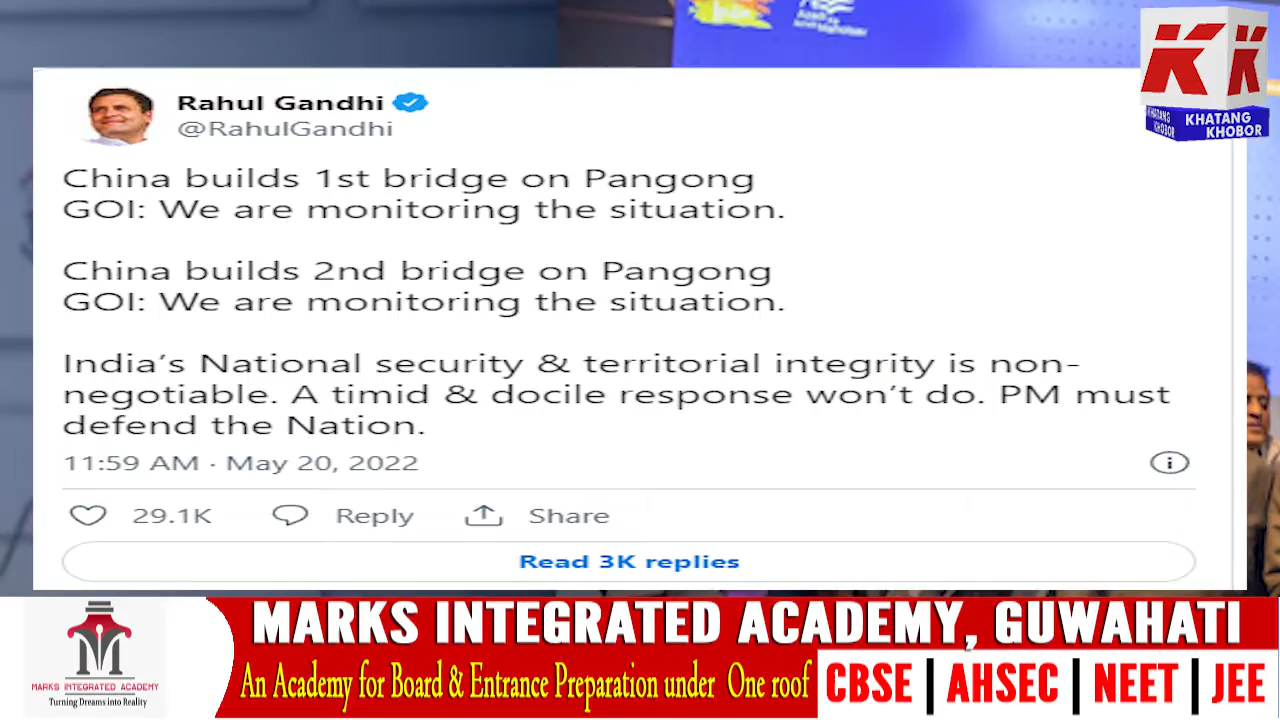 Rahul Gandhi
@RahulGandhi
China builds 1st bridge on Pangong
GOI: We are monitoring the situation.
China builds 2nd bridge on Pangong
GOI: We are monitoring the situation.
India's National security & territorial integrity is non-
negotiable. A timid & docile response won't do. PM must
defend the Nation.
11:59 AM · May 20, 2022
29.1K Reply Share
Read 3K replies
K K
KHATANG
KHOBOR
KHATANG
KHOBOR
M
MARKS INTEGRATED ACADEMY
Turning Dreams into Reality
MARKS INTEGRATED ACADEMY, GUWAHATI
An Academy for Board & Entrance Preparation under One roof
CBSE | AHSEC | NEET | JEE